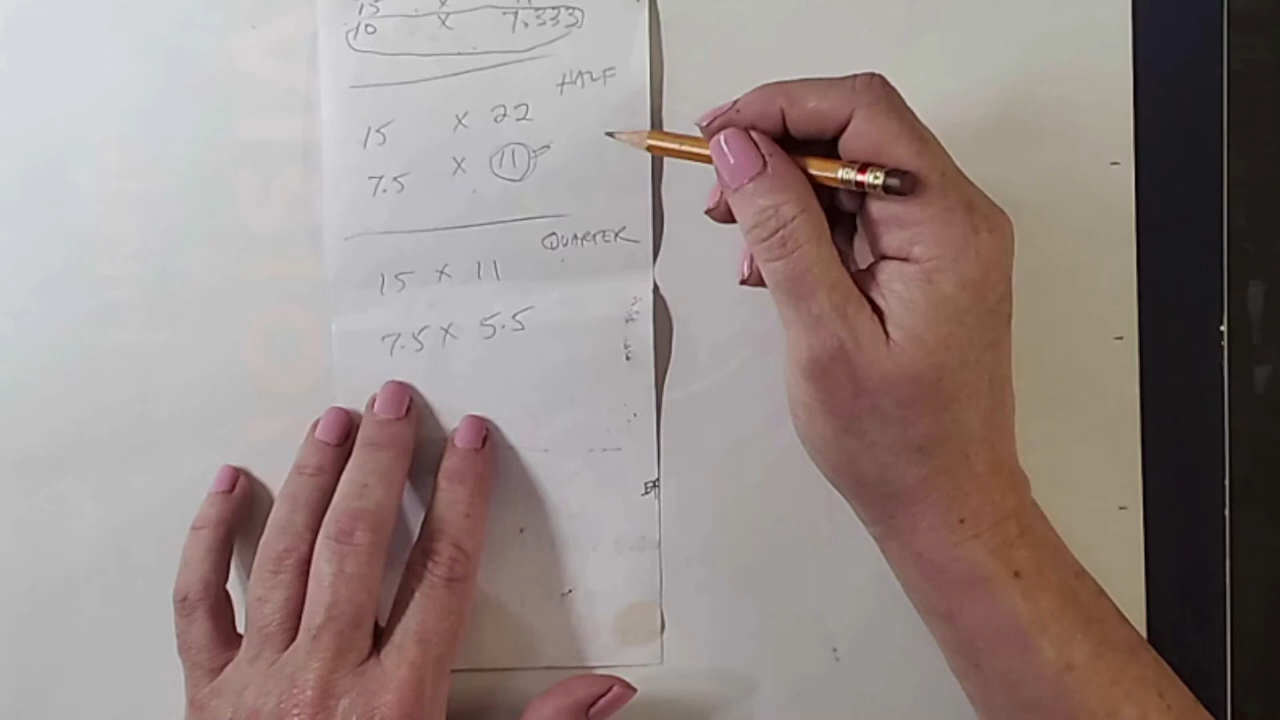 10 x 7.333
HALF
15 x 22
7.5 x 11
QUARTER
15 x 11
7.5 x 5.5